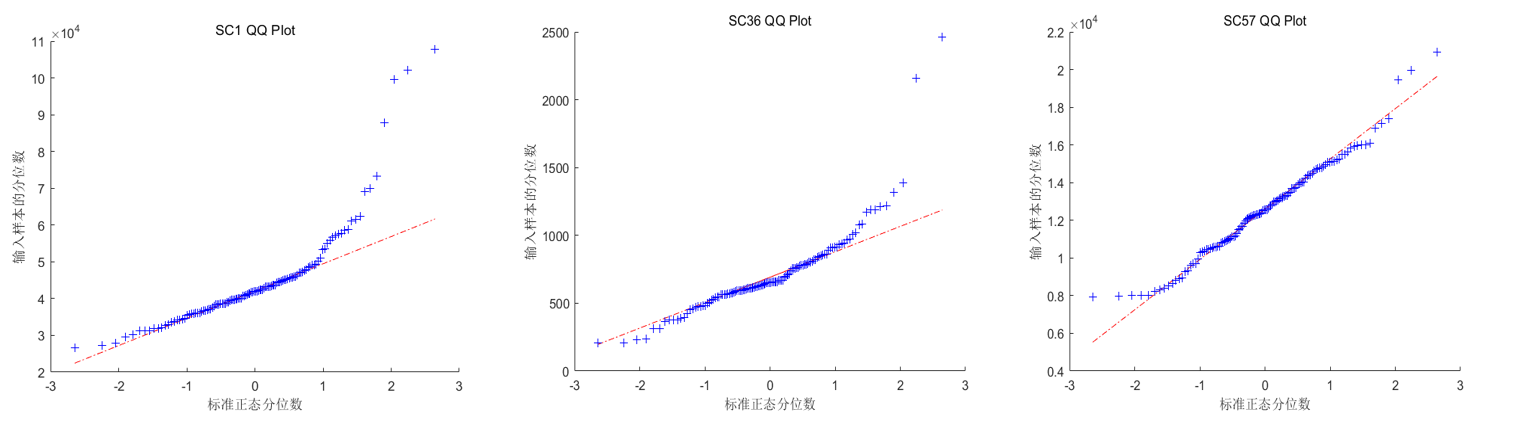 SC1 QQ Plot
×10⁴
11
10
9
8
7
6
5
4
3
2
-3 -2 -1 0 1 2 3
输入样本的分位数
标准正态分位数
SC36 QQ Plot
2500
2000
1500
1000
500
0
-3 -2 -1 0 1 2 3
输入样本的分位数
标准正态分位数
SC57 QQ Plot
×10⁴
2.2
2
1.8
1.6
1.4
1.2
1
0.8
0.6
0.4
-3 -2 -1 0 1 2 3
输入样本的分位数
标准正态分位数